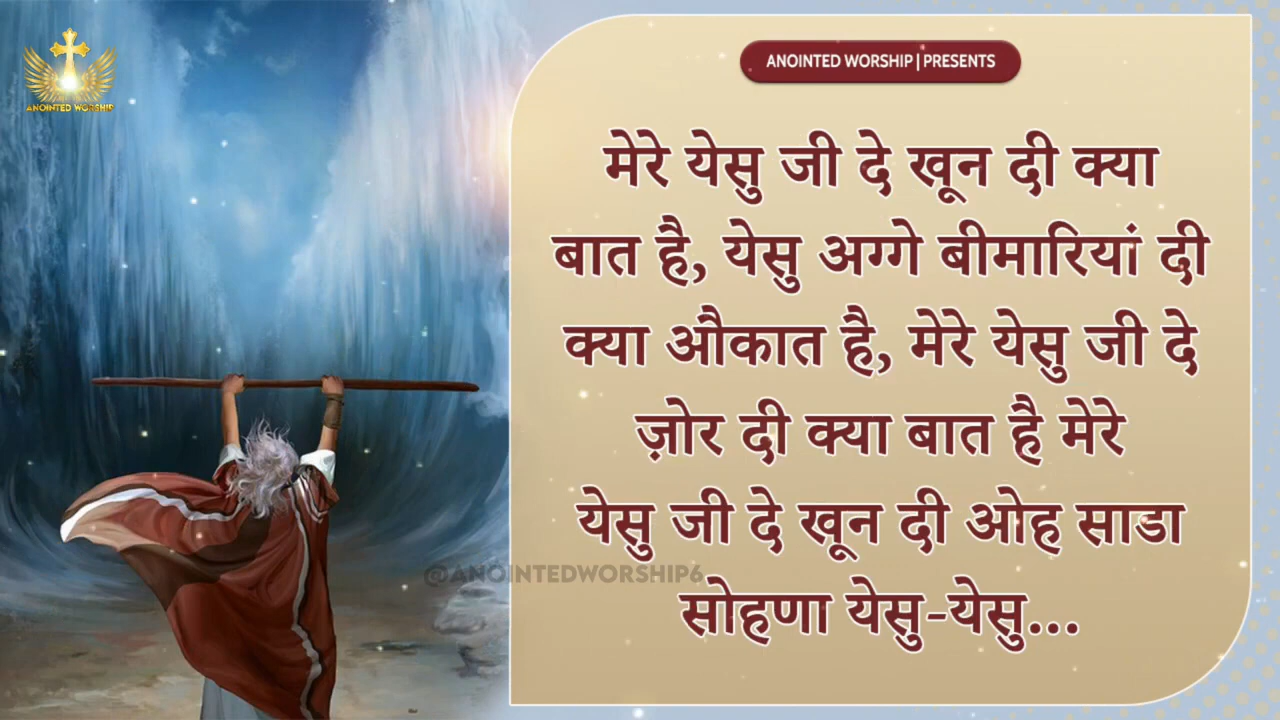 ANOINTED WORSHIP
ANOINTED WORSHIP | PRESENTS
मेरे येसु जी दे खून दी क्या
बात है, येसु अग्गे बीमारियां दी
क्या औकात है, मेरे येसु जी दे
ज़ोर दी क्या बात है मेरे
येसु जी दे खून दी ओह साडा
सोहणा येसु-येसु...
@ANOINTEDWORSHIP6